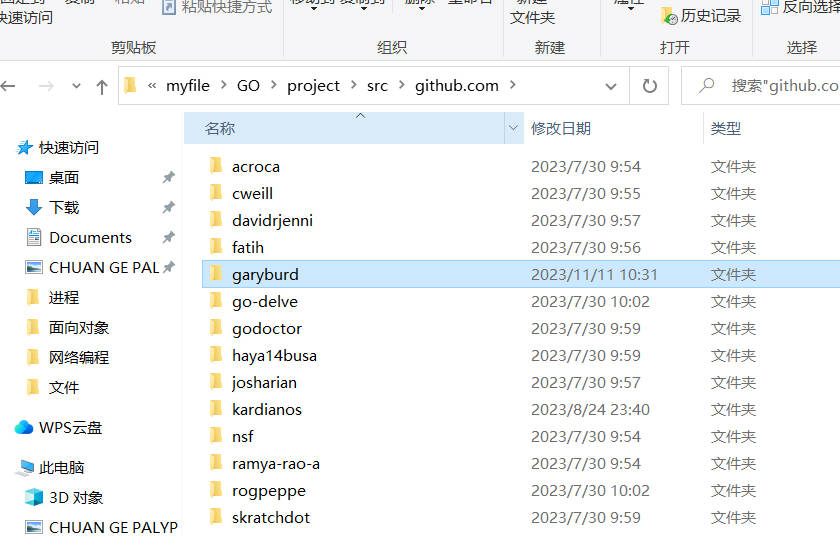 快速访问
粘贴快捷方式
文件夹
历史记录
反向选择
剪贴板
组织
新建
打开
选择
« myfile > GO > project > src > github.com >
搜索"github.co
名称
修改日期
类型
快速访问
桌面
下载
Documents
CHUAN GE PAL
进程
面向对象
网络编程
文件
WPS云盘
此电脑
3D 对象
CHUAN GE PALYP
acroca 2023/7/30 9:54 文件夹
cweill 2023/7/30 9:55 文件夹
davidrjenni 2023/7/30 9:57 文件夹
fatih 2023/7/30 9:56 文件夹
garyburd 2023/11/11 10:31 文件夹
go-delve 2023/7/30 10:02 文件夹
godoctor 2023/7/30 9:59 文件夹
haya14busa 2023/7/30 9:59 文件夹
josharian 2023/7/30 9:57 文件夹
kardianos 2023/8/24 23:40 文件夹
nsf 2023/7/30 9:54 文件夹
ramya-rao-a 2023/7/30 9:54 文件夹
rogpeppe 2023/7/30 10:02 文件夹
skratchdot 2023/7/30 9:59 文件夹